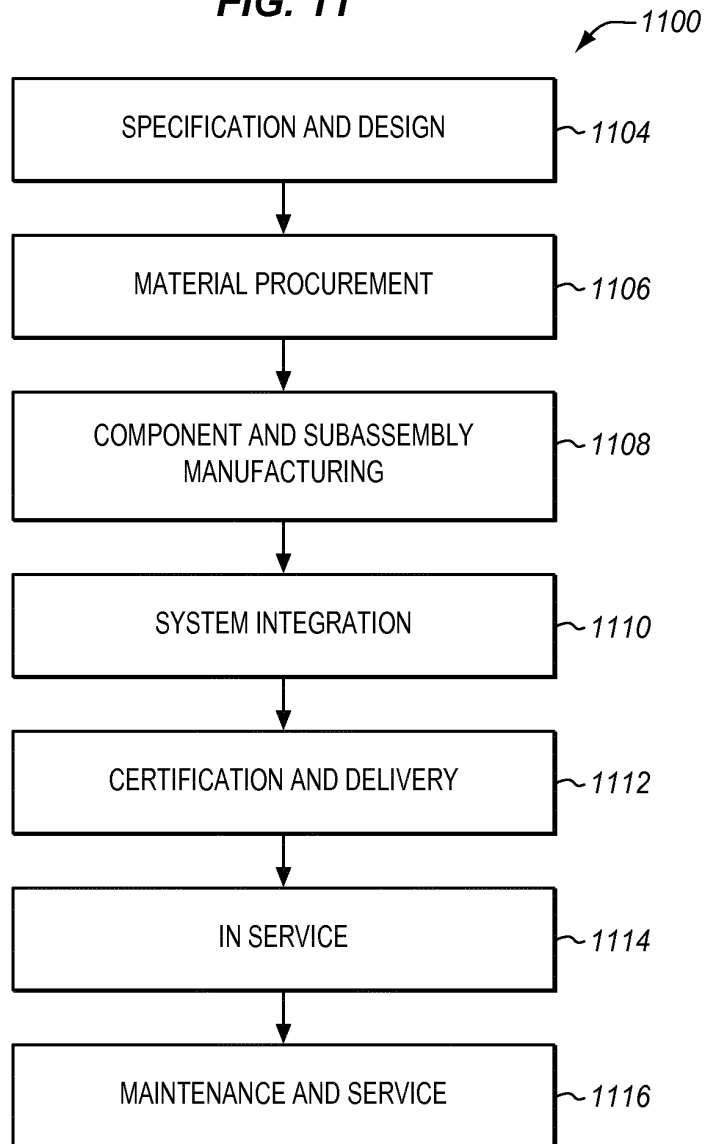 FIG. 11
1100
SPECIFICATION AND DESIGN
1104
MATERIAL PROCUREMENT
1106
COMPONENT AND SUBASSEMBLY
MANUFACTURING
1108
SYSTEM INTEGRATION
1110
CERTIFICATION AND DELIVERY
1112
IN SERVICE
1114
MAINTENANCE AND SERVICE
1116